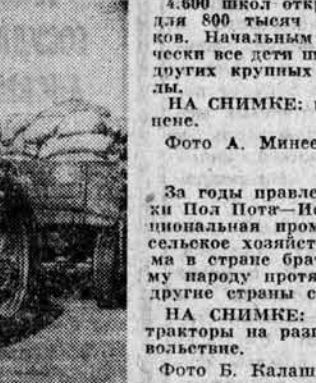 4.600 школ откр
для 800 тысяч
ков. Начальным
чески все дети ш
других крупных
лы.
НА СНИМКЕ:
пене.
Фото А. Минее
За годы правле
ки Пол Пота—Ие
циональная пром
сельское хозяйст
ма в стране брат
му народу протя
другие страны с
НА СНИМКЕ:
тракторы на разг
вольствие.
Фото Б. Калаш